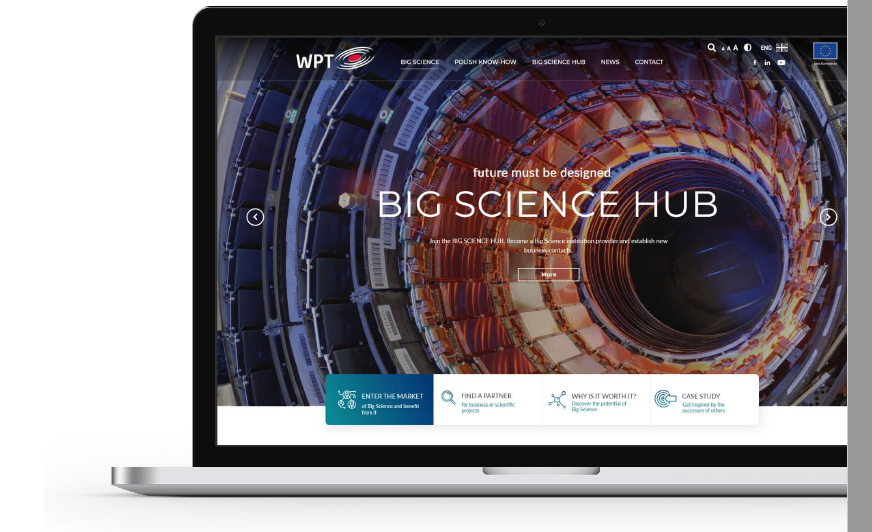 A A A
ENG
WPT
BIG SCIENCE
POLISH KNOW-HOW
BIG SCIENCE HUB
NEWS
CONTACT
f in
future must be designed
BIG SCIENCE HUB
Join the BIG SCIENCE HUB. Become a Big Science institution provider and establish new
business contacts.
More
ENTER THE MARKET
of Big Science and benefit
from it
FIND A PARTNER
for business or scientific
projects
WHY IS IT WORTH IT?
Discover the potential of
Big Science
CASE STUDY
Get inspired by the
successes of others